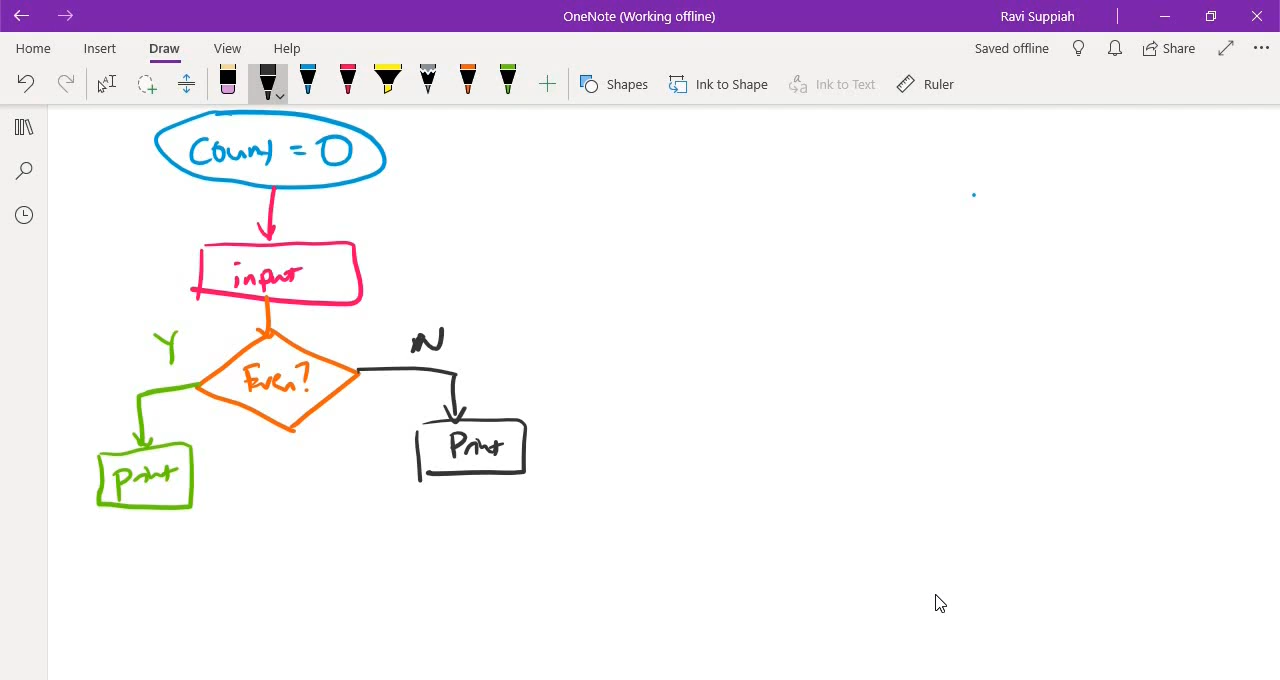 OneNote (Working offline)
Ravi Suppiah
Home Insert Draw View Help
Saved offline
Share
Shapes
Ink to Shape
Ink to Text
Ruler
Count = 0
input
Even?
Y
N
Print
Print